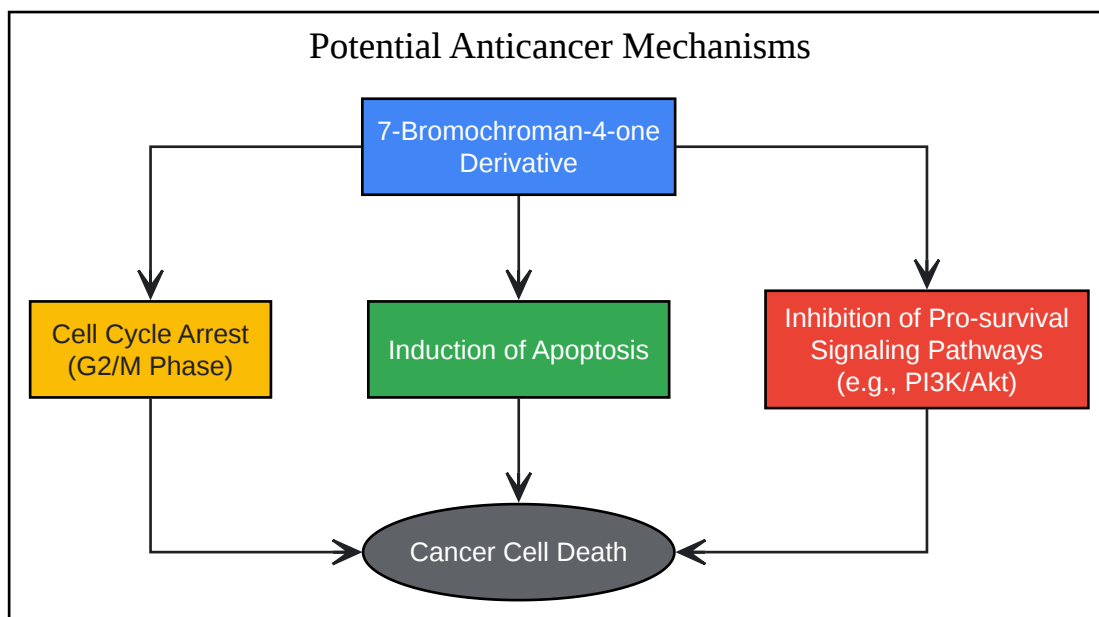 Potential Anticancer Mechanisms
7-Bromochroman-4-one
Derivative
Cell Cycle Arrest
(G2/M Phase)
Induction of Apoptosis
Inhibition of Pro-survival
Signaling Pathways
(e.g., PI3K/Akt)
Cancer Cell Death